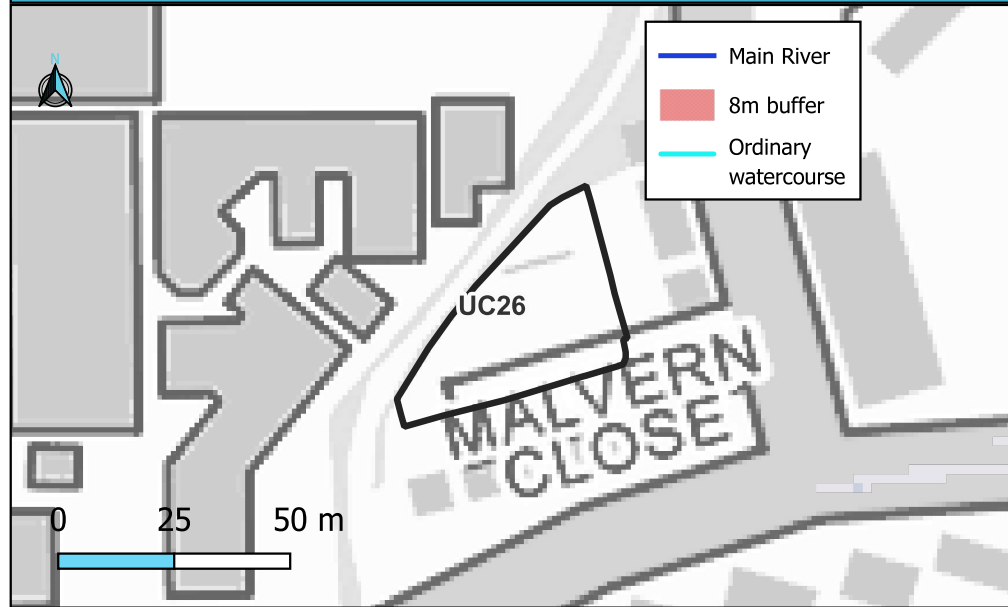 N
Main River
8m buffer
Ordinary
watercourse
UC26
MALVERN
CLOSE
0 25 50 m